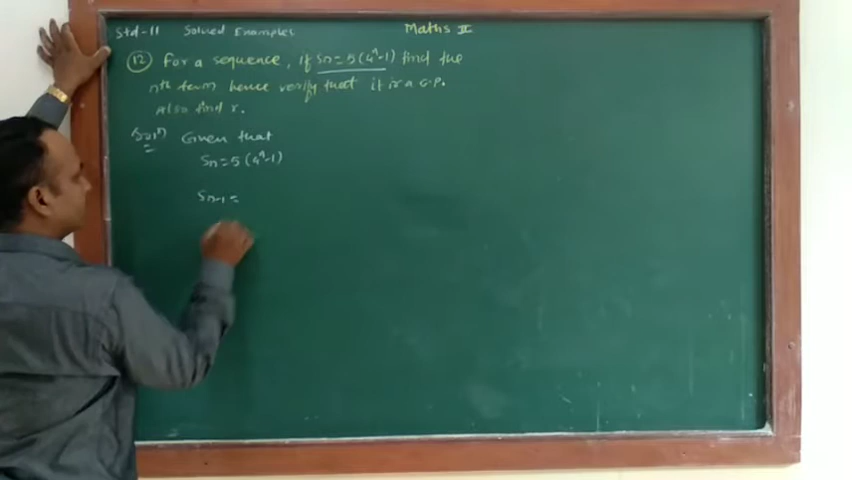 Std-11 Solved Examples Maths II
(12) For a sequence, if Sn = 5(4ⁿ-1) find the
nth term hence verify that it is a G.P.
Also find r.
Solⁿ Given that
Sn = 5(4ⁿ-1)
Sn-1 =